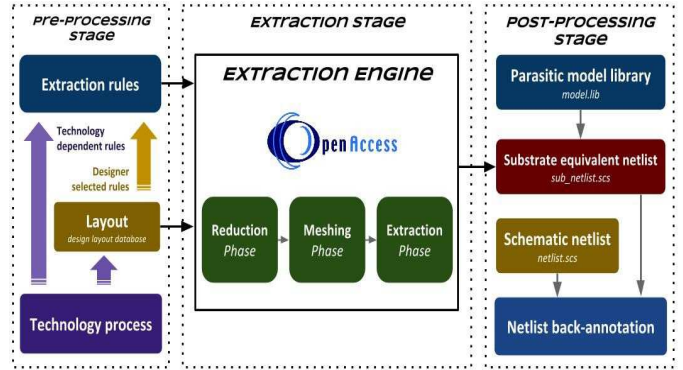 Pre-processing
stage
Extraction rules
Technology
dependent rules
Designer
selected rules
Layout
design layout database
Technology process
Extraction stage
Extraction Engine
OpenAccess
Reduction
Phase
Meshing
Phase
Extraction
Phase
Post-processing
stage
Parasitic model library
model.lib
Substrate equivalent netlist
sub_netlist.scs
Schematic netlist
netlist.scs
Netlist back-annotation